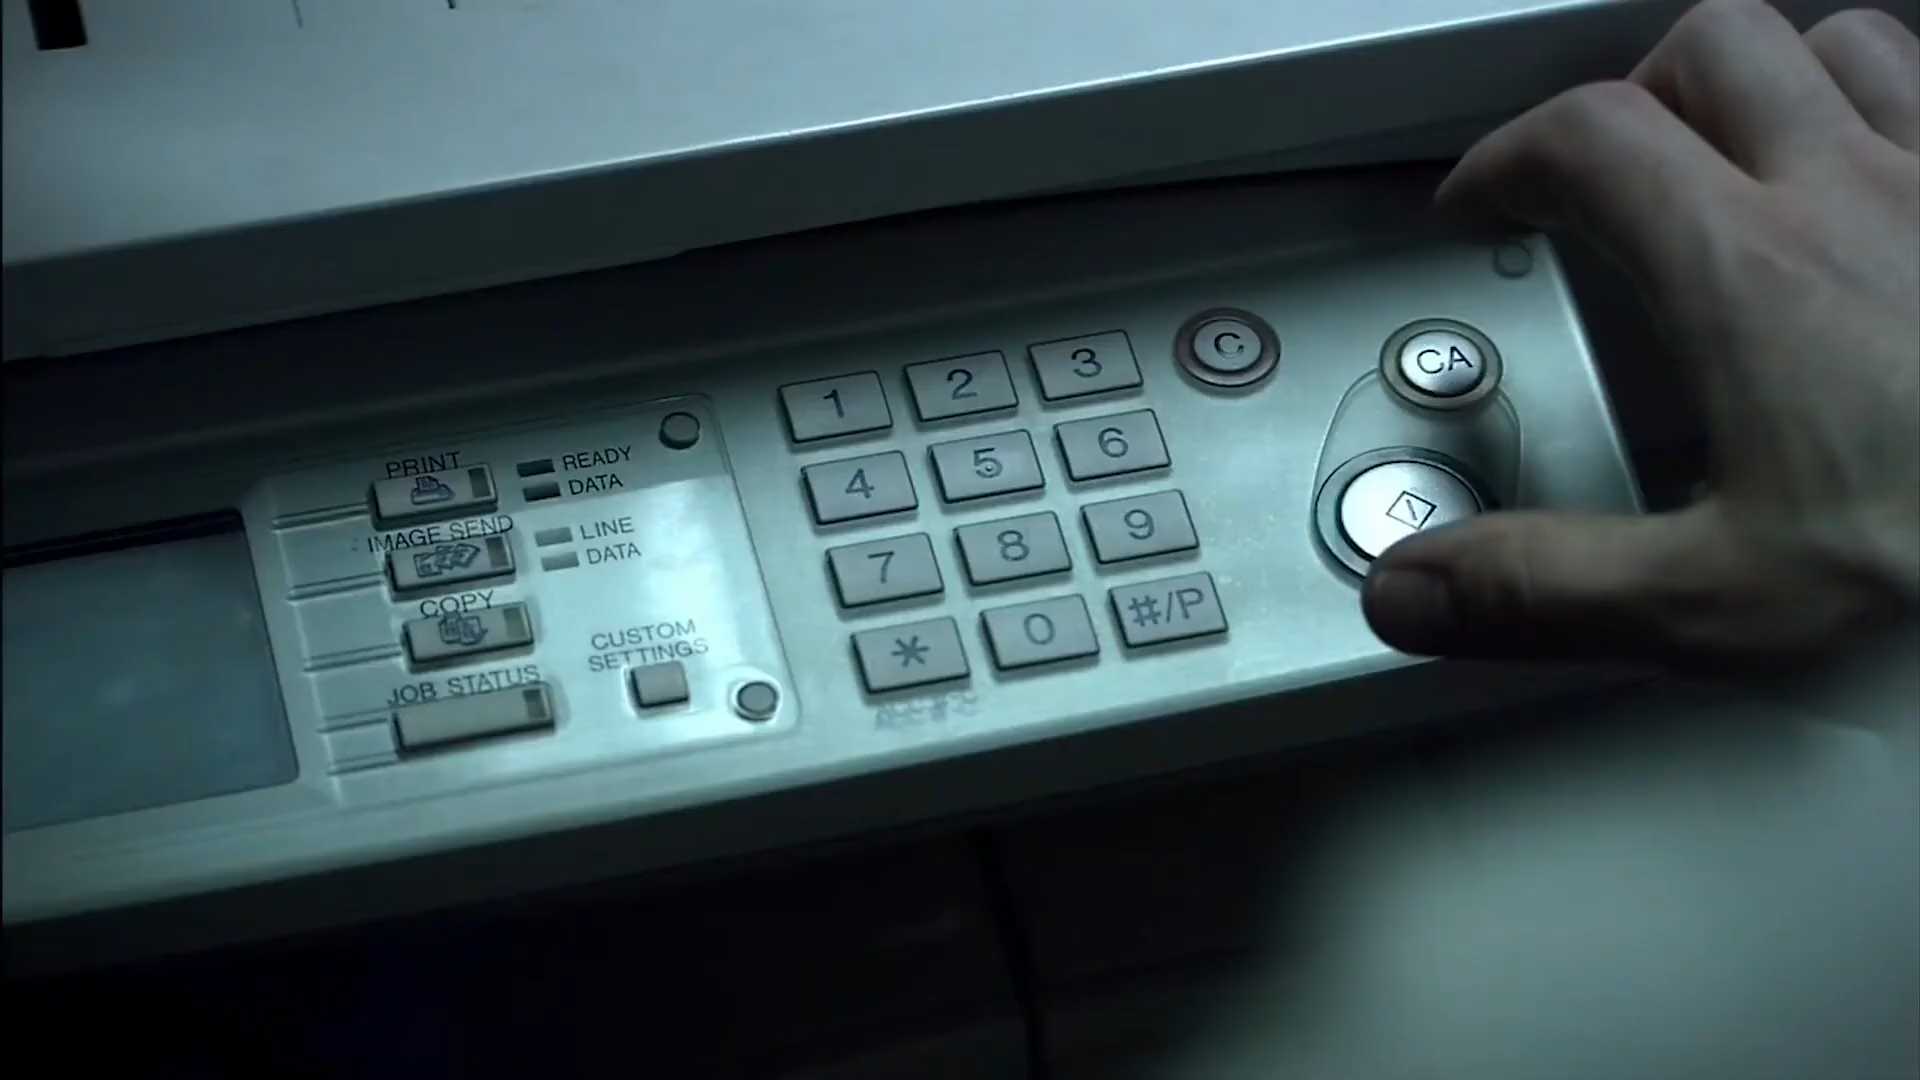 PRINT
READY
DATA
IMAGE SEND
LINE
DATA
COPY
CUSTOM
SETTINGS
JOB STATUS
1 2 3
4 5 6
7 8 9
* 0 #/P
C
CA